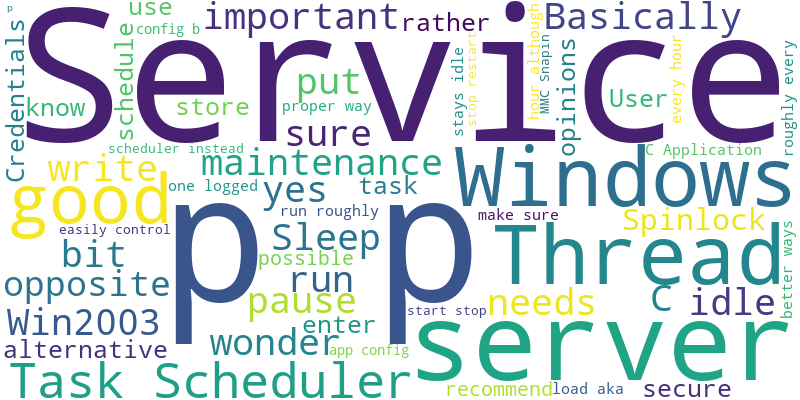 p
use
config b
important
rather
Basically
Service
Credentials
schedule
know
store
put
proper way
sure
stays idle
stop restart
hour although
MMC Snapin
opinions
User
every hour
roughly every
scheduler instead
C Application
write
maintenance
Windows
good
one logged
yes
task
p p
run roughly
make sure
Spinlock
easily control
Sleep
Thread
better ways
bit
possible
opposite
run
pause
start stop
needs
C
idle
Win2003
wonder
enter
server
alternative
app config
Task Scheduler
recommend
load aka
secure